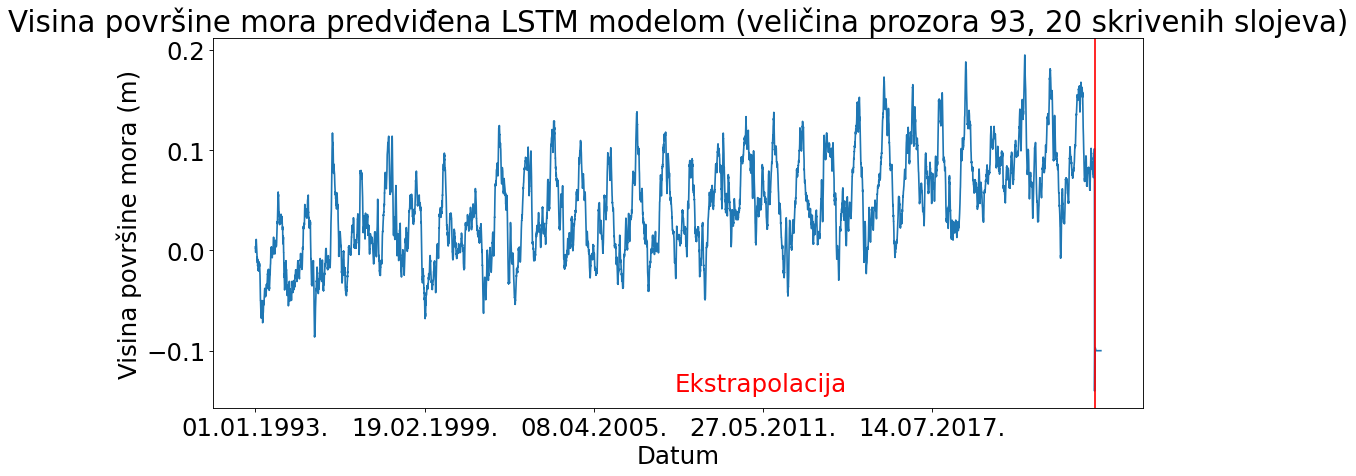 Visina površine mora predviđena LSTM modelom (veličina prozora 93, 20 skrivenih slojeva)
Visina površine mora (m)
0.2
0.1
0.0
−0.1
Ekstrapolacija
01.01.1993. 19.02.1999. 08.04.2005. 27.05.2011. 14.07.2017.
Datum